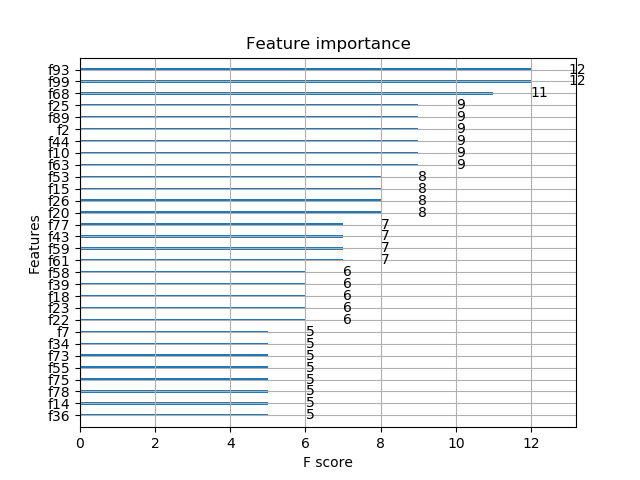 Feature importance
f93 12
f99 12
f68 11
f25 9
f89 9
f2 9
f44 9
f10 9
f63 9
f53 8
f15 8
f26 8
f20 8
f77 7
f43 7
f59 7
f61 7
f58 6
f39 6
f18 6
f23 6
f22 6
f7 5
f34 5
f73 5
f55 5
f75 5
f78 5
f14 5
f36 5
Features
0 2 4 6 8 10 12
F score